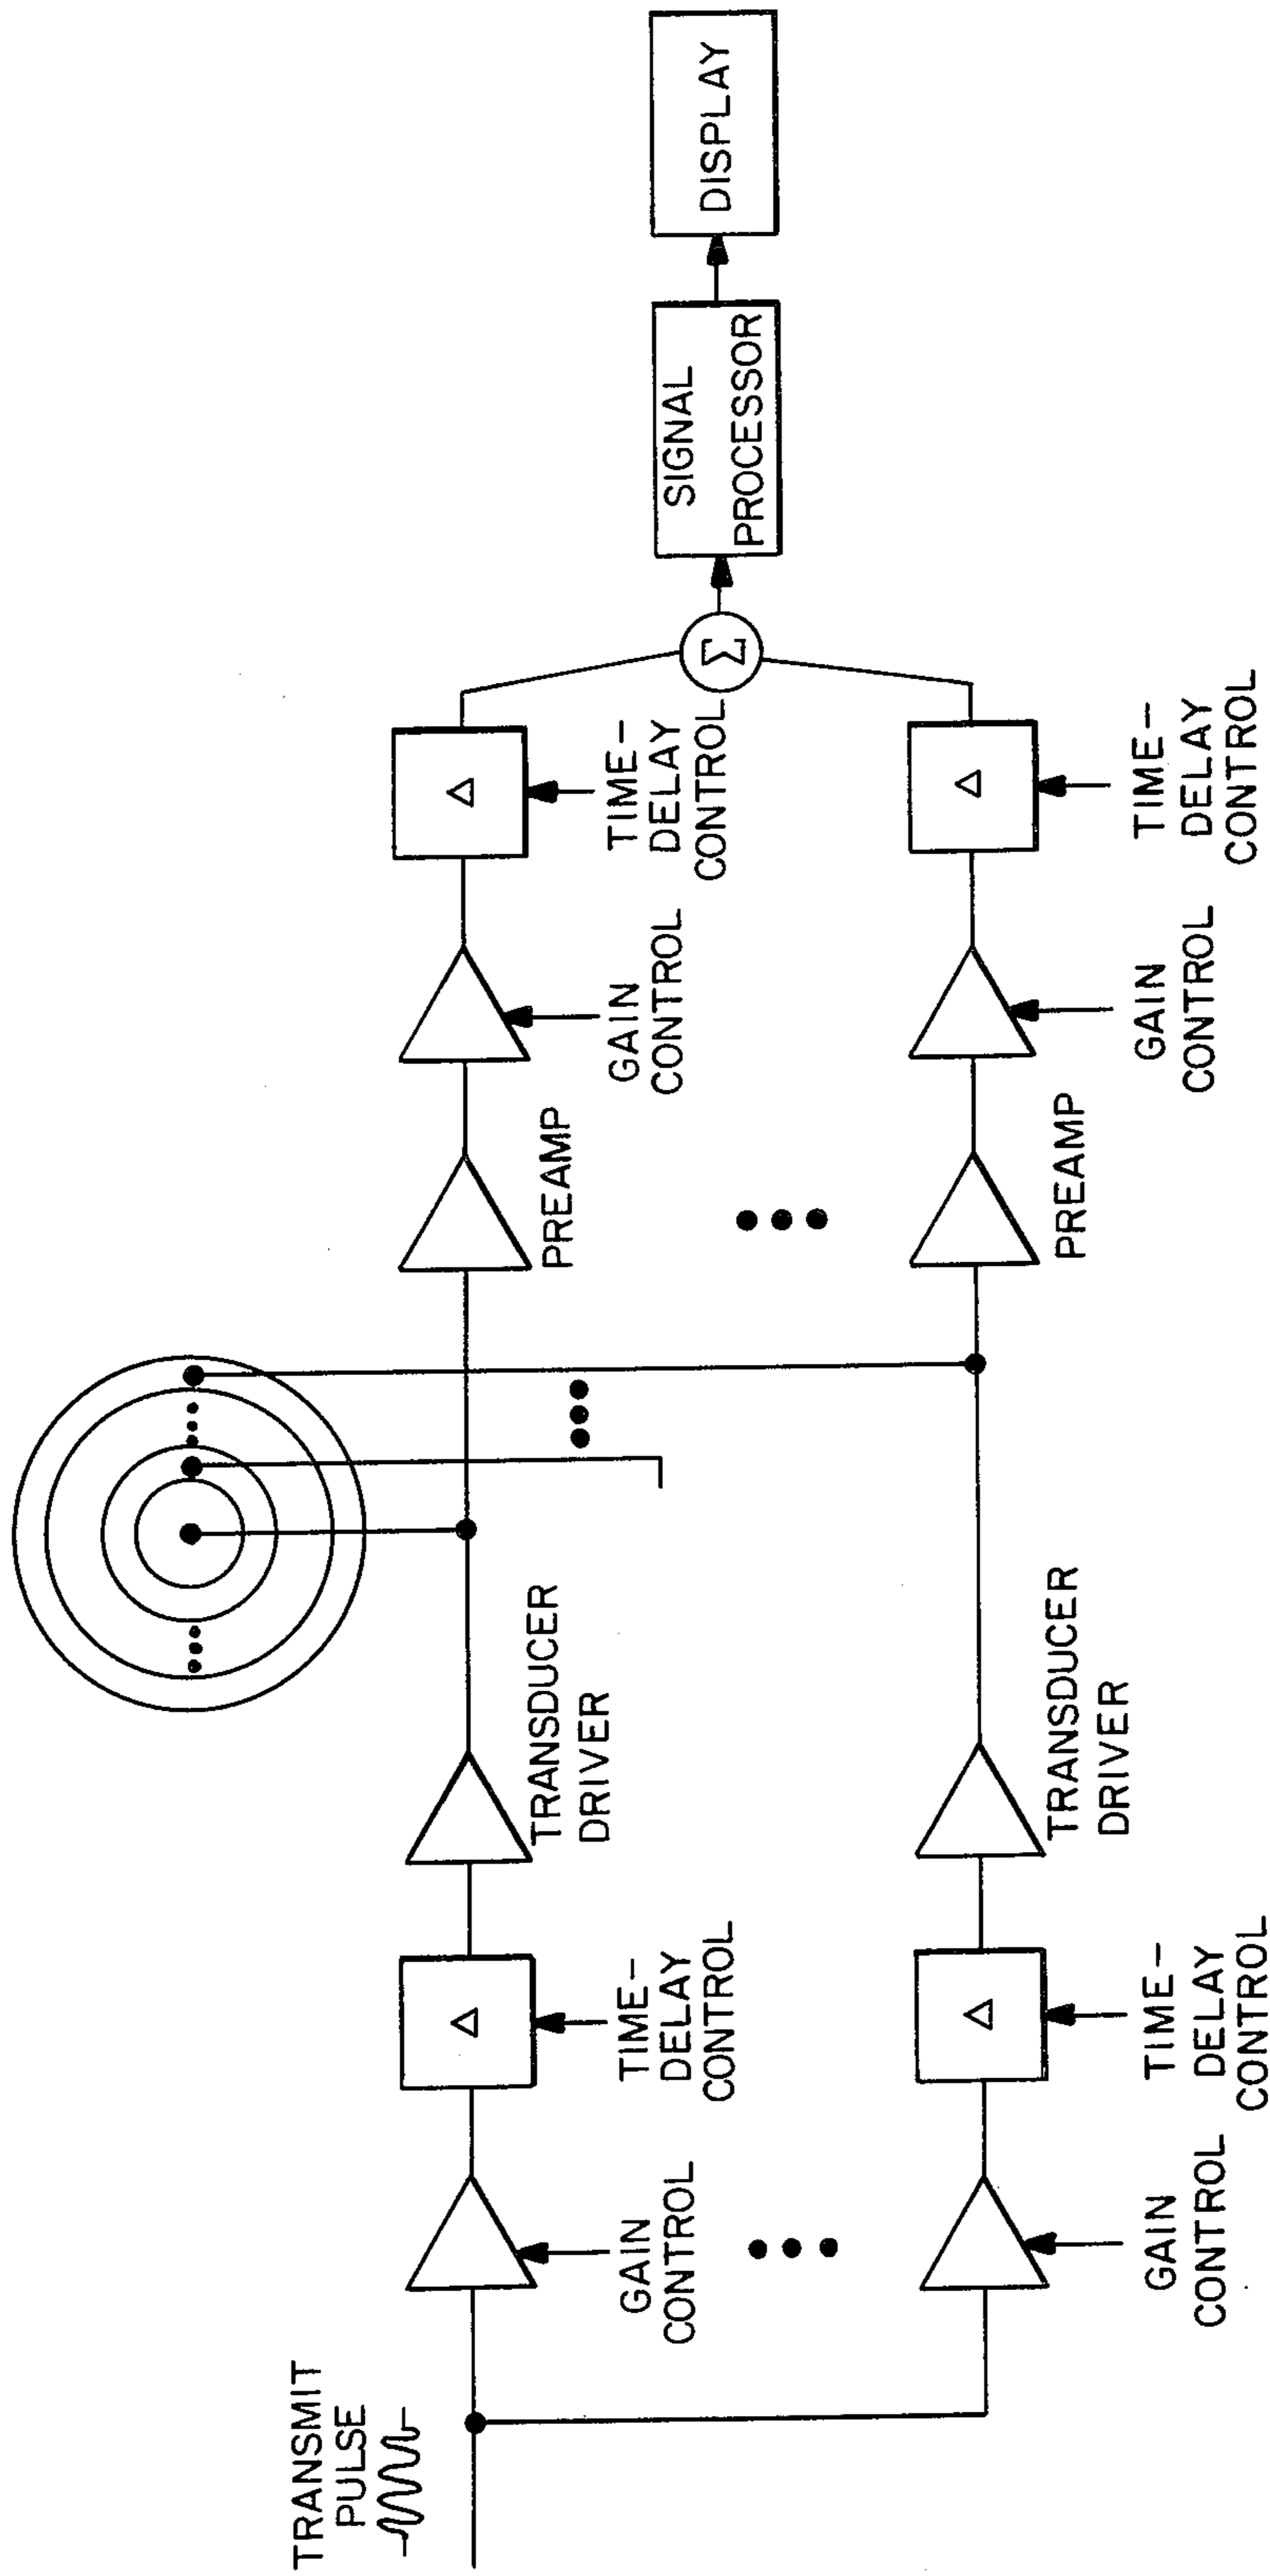 TRANSMIT
PULSE
GAIN
CONTROL
Δ
TIME-
DELAY
CONTROL
TRANSDUCER
DRIVER
PREAMP
GAIN
CONTROL
Δ
TIME-
DELAY
CONTROL
Σ
SIGNAL
PROCESSOR
DISPLAY
GAIN
CONTROL
Δ
TIME-
DELAY
CONTROL
TRANSDUCER
DRIVER
PREAMP
GAIN
CONTROL
Δ
TIME-
DELAY
CONTROL